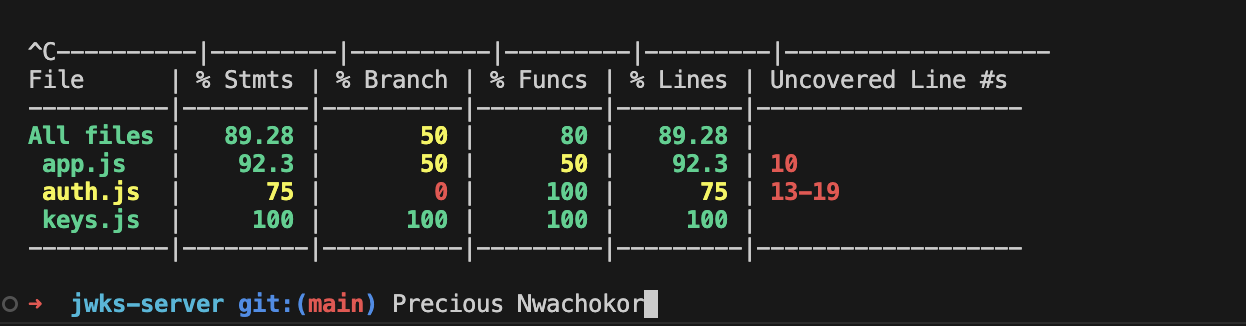 ^C----------|---------|----------|---------|---------|-------------------
File      | % Stmts | % Branch | % Funcs | % Lines | Uncovered Line #s
----------|---------|----------|---------|---------|-------------------
All files |   89.28 |       50 |      80 |   89.28 |
 app.js   |    92.3 |       50 |      50 |    92.3 | 10
 auth.js  |      75 |        0 |     100 |      75 | 13-19
 keys.js  |     100 |      100 |     100 |     100 |
----------|---------|----------|---------|---------|-------------------
➜  jwks-server git:(main) Precious Nwachokor